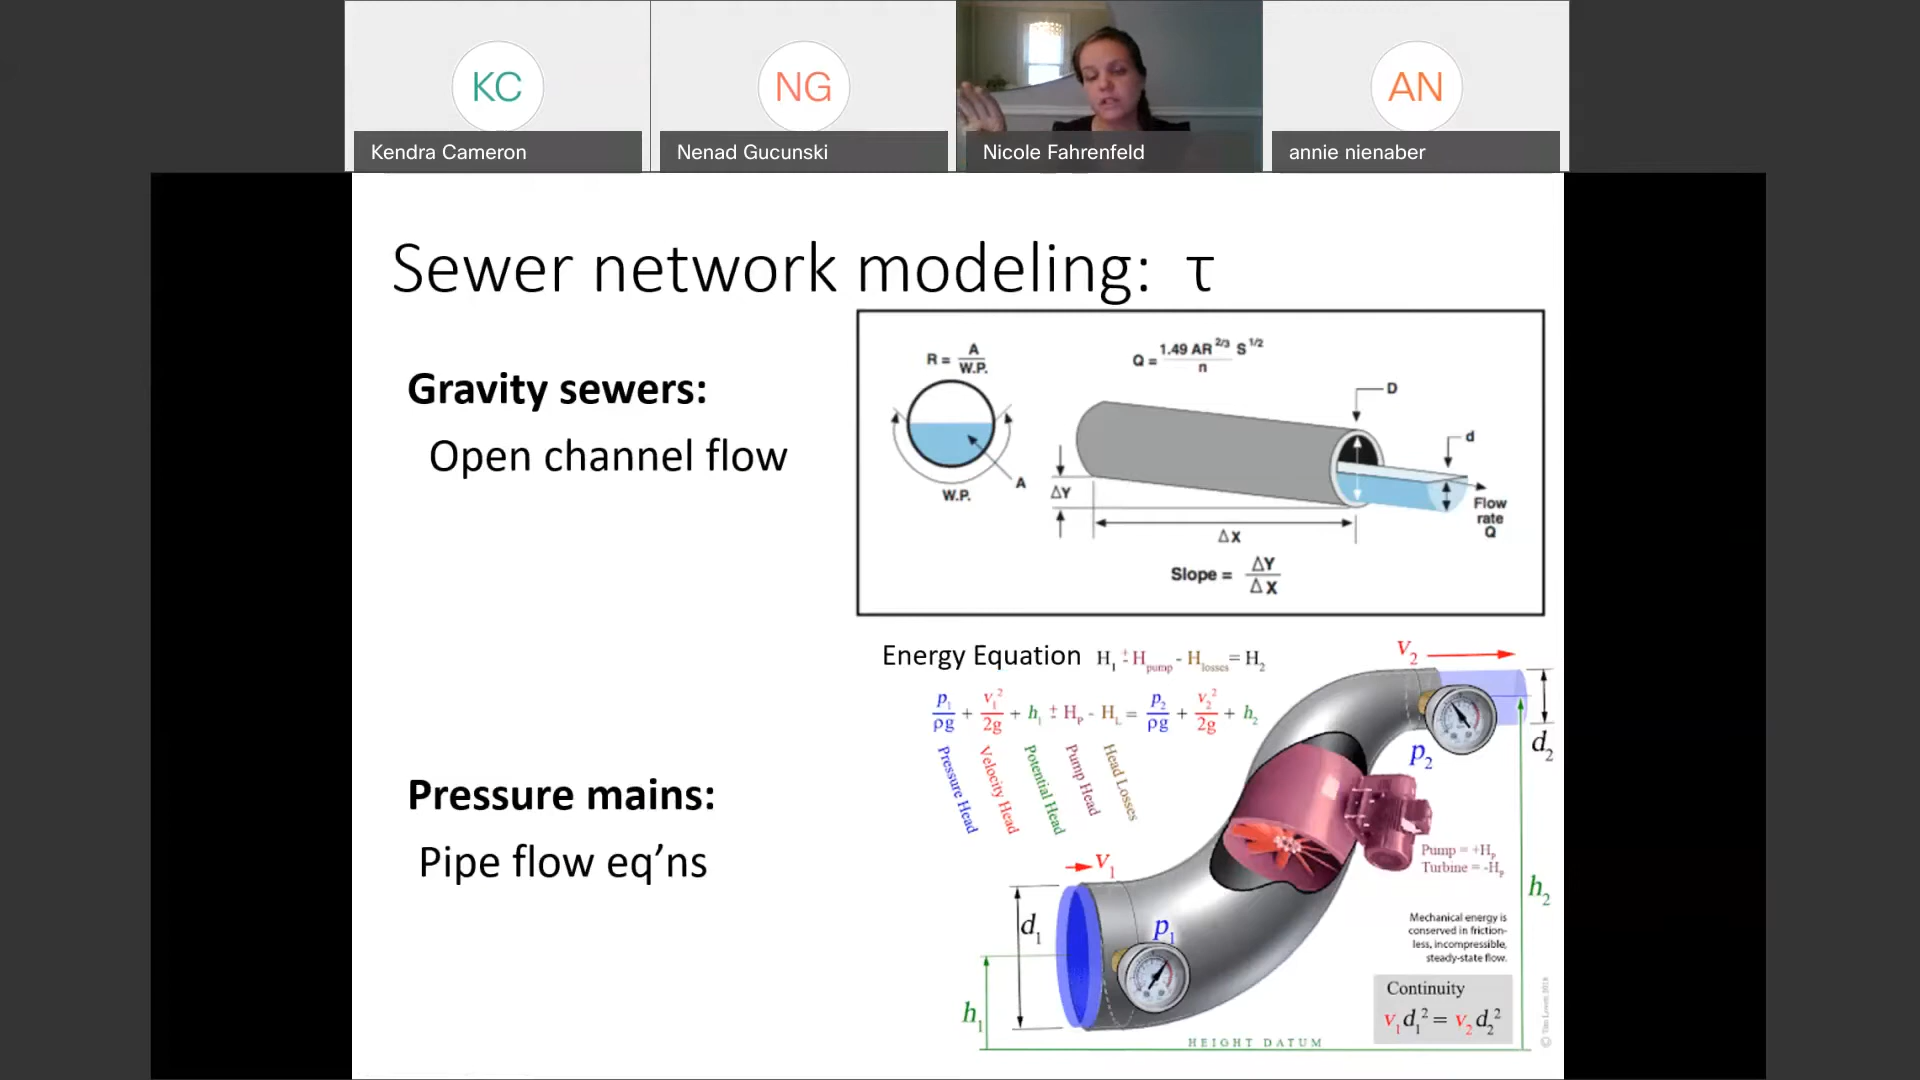 KC
NG
AN
Kendra Cameron
Nenad Gucunski
Nicole Fahrenfeld
annie nienaber
Sewer network modeling: τ
Gravity sewers:
Open channel flow
R = A / W.P.
A
W.P.
Q = 1.49 AR^2/3 S^1/2 / n
D
d
ΔY
ΔX
Flow
rate
Q
Slope = ΔY / ΔX
Energy Equation H₁ ± H_pump - H_losses = H₂
p₁/ρg + v₁²/2g + h₁ ± H_P - H_L = p₂/ρg + v₂²/2g + h₂
Pressure Head
Velocity Head
Potential Head
Pump Head
Head Losses
v₂
p₂
d₂
Pressure mains:
Pipe flow eq’ns
Pump = +H_P
Turbine = -H_P
v₁
h₂
d₁
p₁
Mechanical energy is
conserved in friction-
less, incompressible,
steady-state flow.
Continuity
v₁d₁² = v₂d₂²
h₁
HEIGHT DATUM